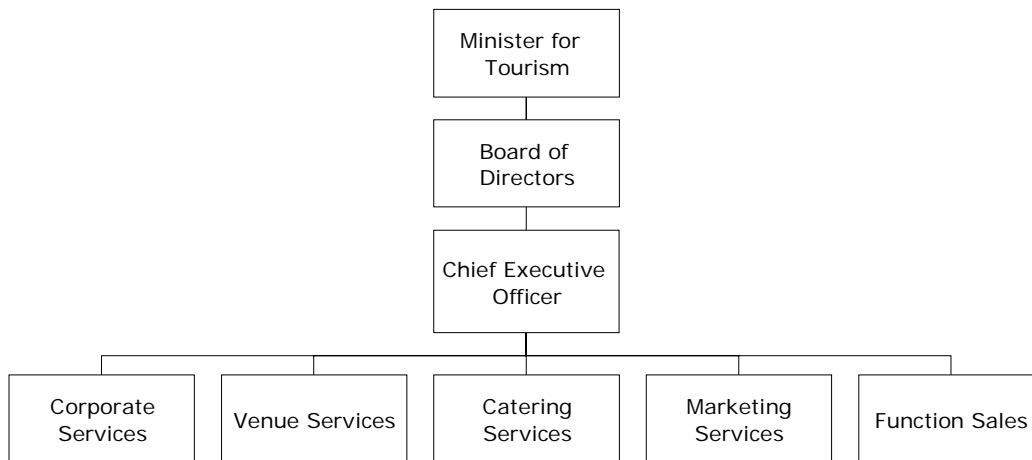 Minister for
Tourism
Board of
Directors
Chief Executive
Officer
Corporate
Services
Venue Services
Catering
Services
Marketing
Services
Function Sales